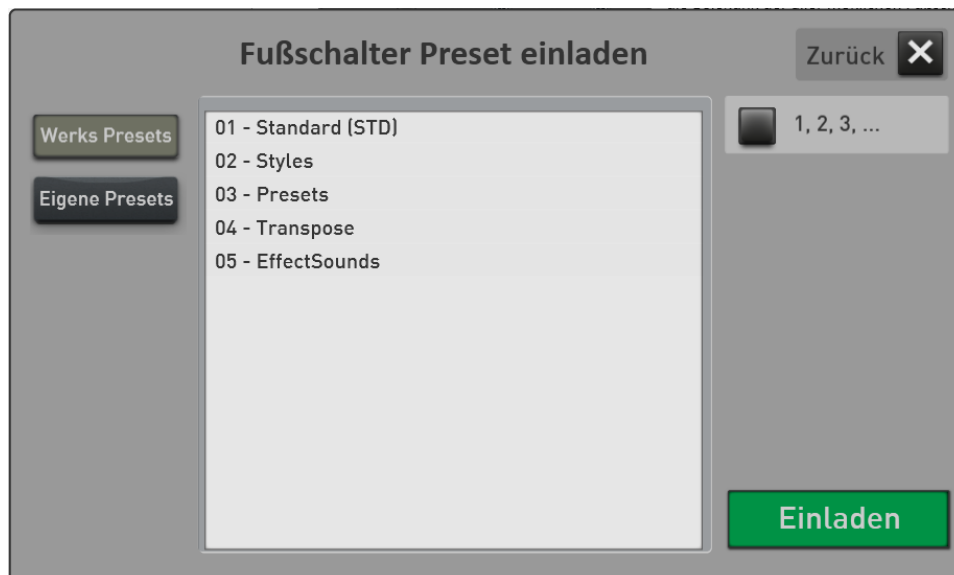 Fußschalter Preset einladen
Zurück
Werks Presets
Eigene Presets
01 - Standard (STD)
02 - Styles
03 - Presets
04 - Transpose
05 - EffectSounds
1, 2, 3, ...
Einladen